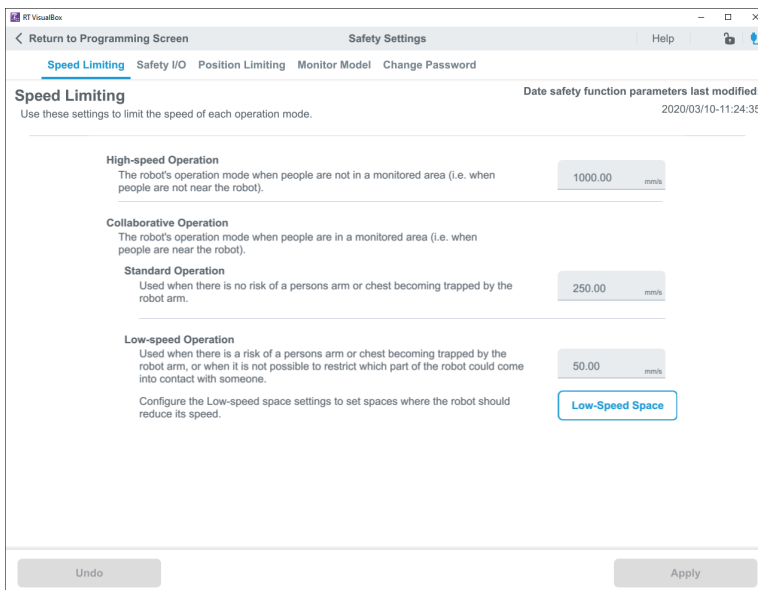 RT VisualBox
Return to Programming Screen
Safety Settings
Help
Speed Limiting Safety I/O Position Limiting Monitor Model Change Password
Speed Limiting
Date safety function parameters last modified:
Use these settings to limit the speed of each operation mode.
2020/03/10-11:24:35
High-speed Operation
The robot's operation mode when people are not in a monitored area (i.e. when
people are not near the robot).
1000.00 mm/s
Collaborative Operation
The robot's operation mode when people are in a monitored area (i.e. when
people are near the robot).
Standard Operation
Used when there is no risk of a persons arm or chest becoming trapped by the
robot arm.
250.00 mm/s
Low-speed Operation
Used when there is a risk of a persons arm or chest becoming trapped by the
robot arm, or when it is not possible to restrict which part of the robot could come
into contact with someone.
50.00 mm/s
Configure the Low-speed space settings to set spaces where the robot should
reduce its speed.
Low-Speed Space
Undo
Apply